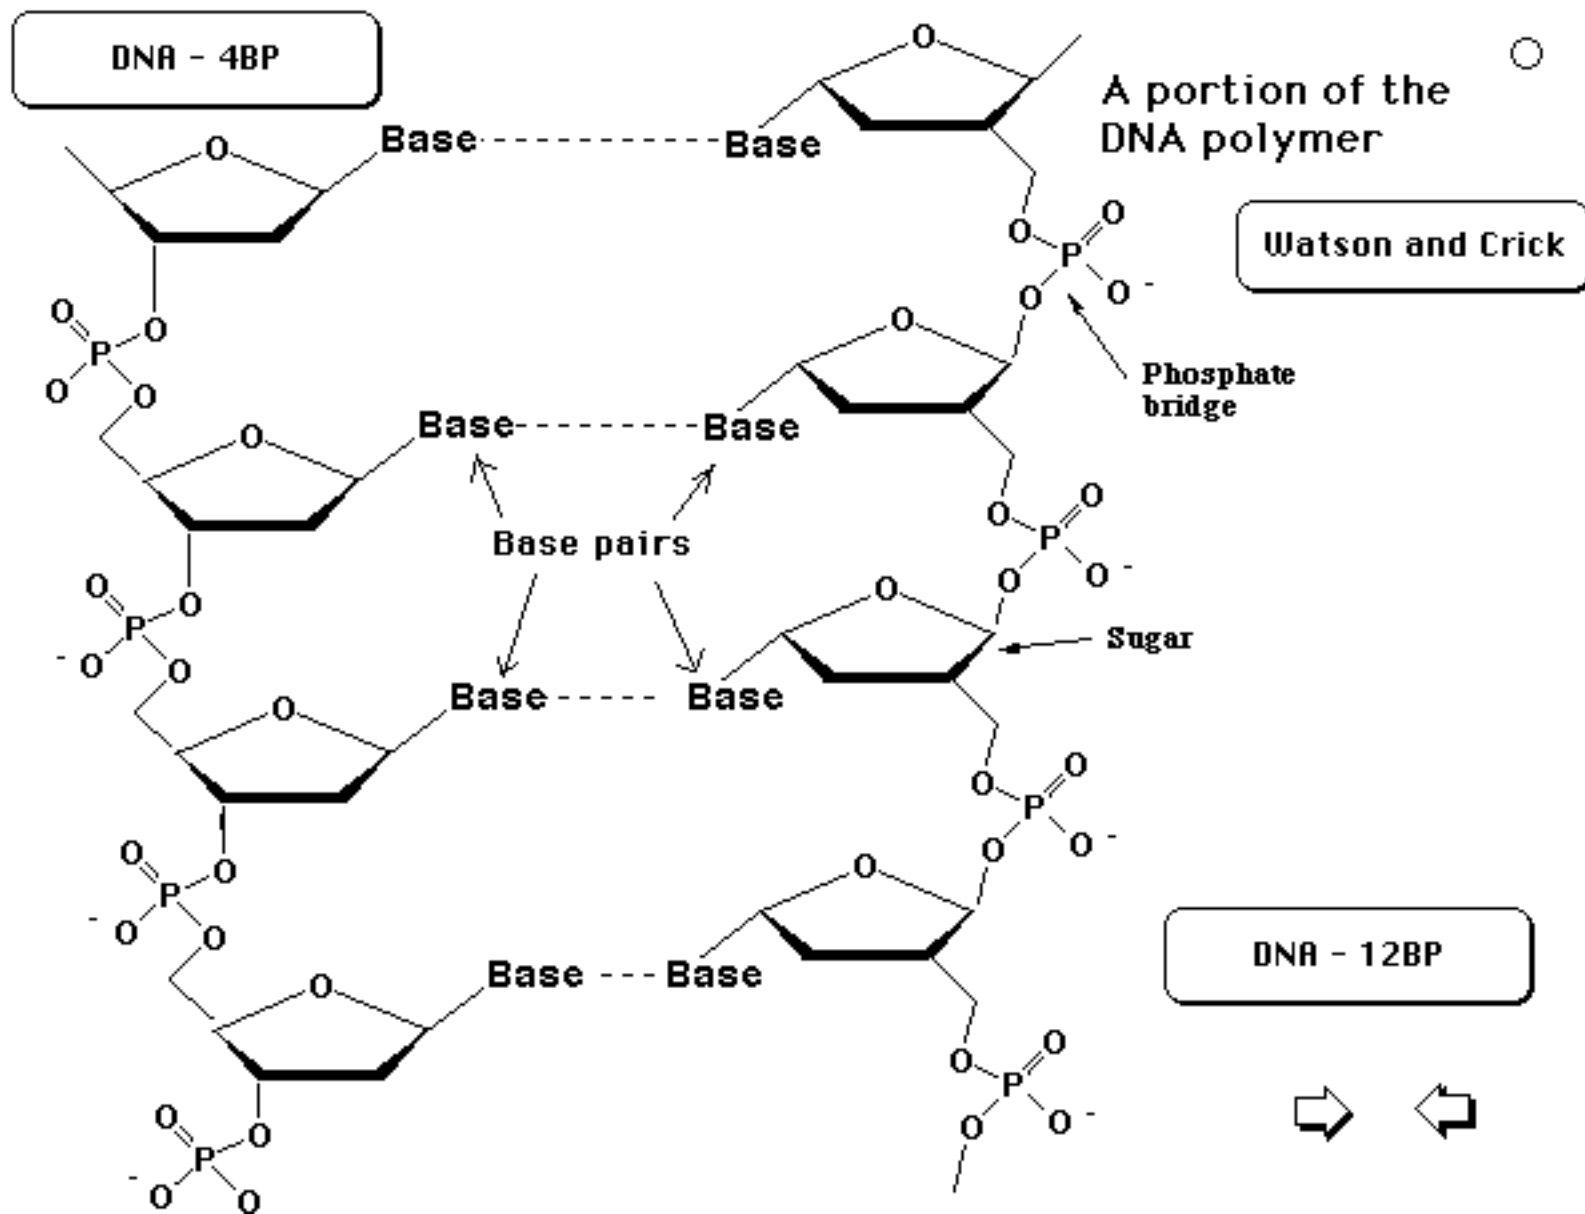 DNA - 4BP
O
A portion of the
DNA polymer
Base Base
O
O
O P
O O -
Watson and Crick
O O
P
O O
O
Phosphate
bridge
Base Base
O
O
O P
O O -
Base pairs
O O
P
- O O
O
Sugar
Base Base
O
O
O P
O O -
O O
P
- O O
O
DNA - 12BP
Base Base
O
O
O P
O O -
O O
P
- O O